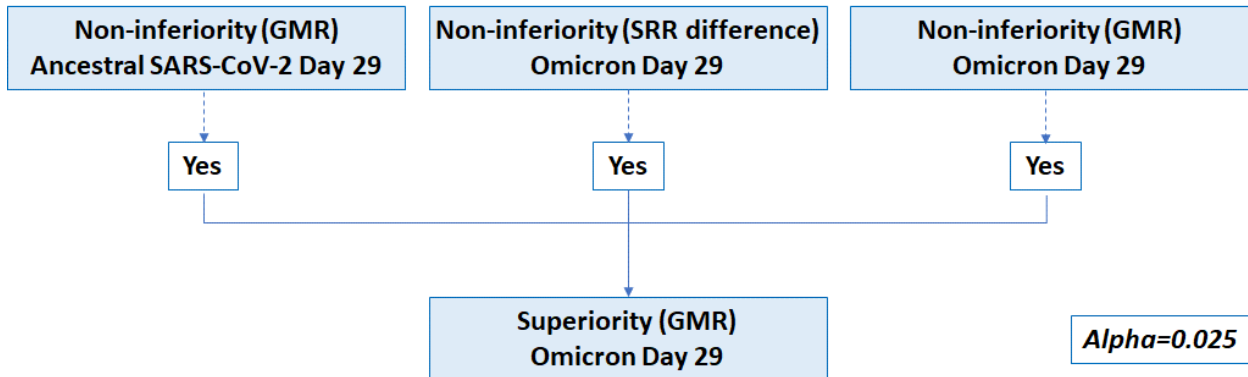 Non-inferiority (GMR)
Ancestral SARS-CoV-2 Day 29
Non-inferiority (SRR difference)
Omicron Day 29
Non-inferiority (GMR)
Omicron Day 29
Yes
Yes
Yes
Superiority (GMR)
Omicron Day 29
Alpha=0.025